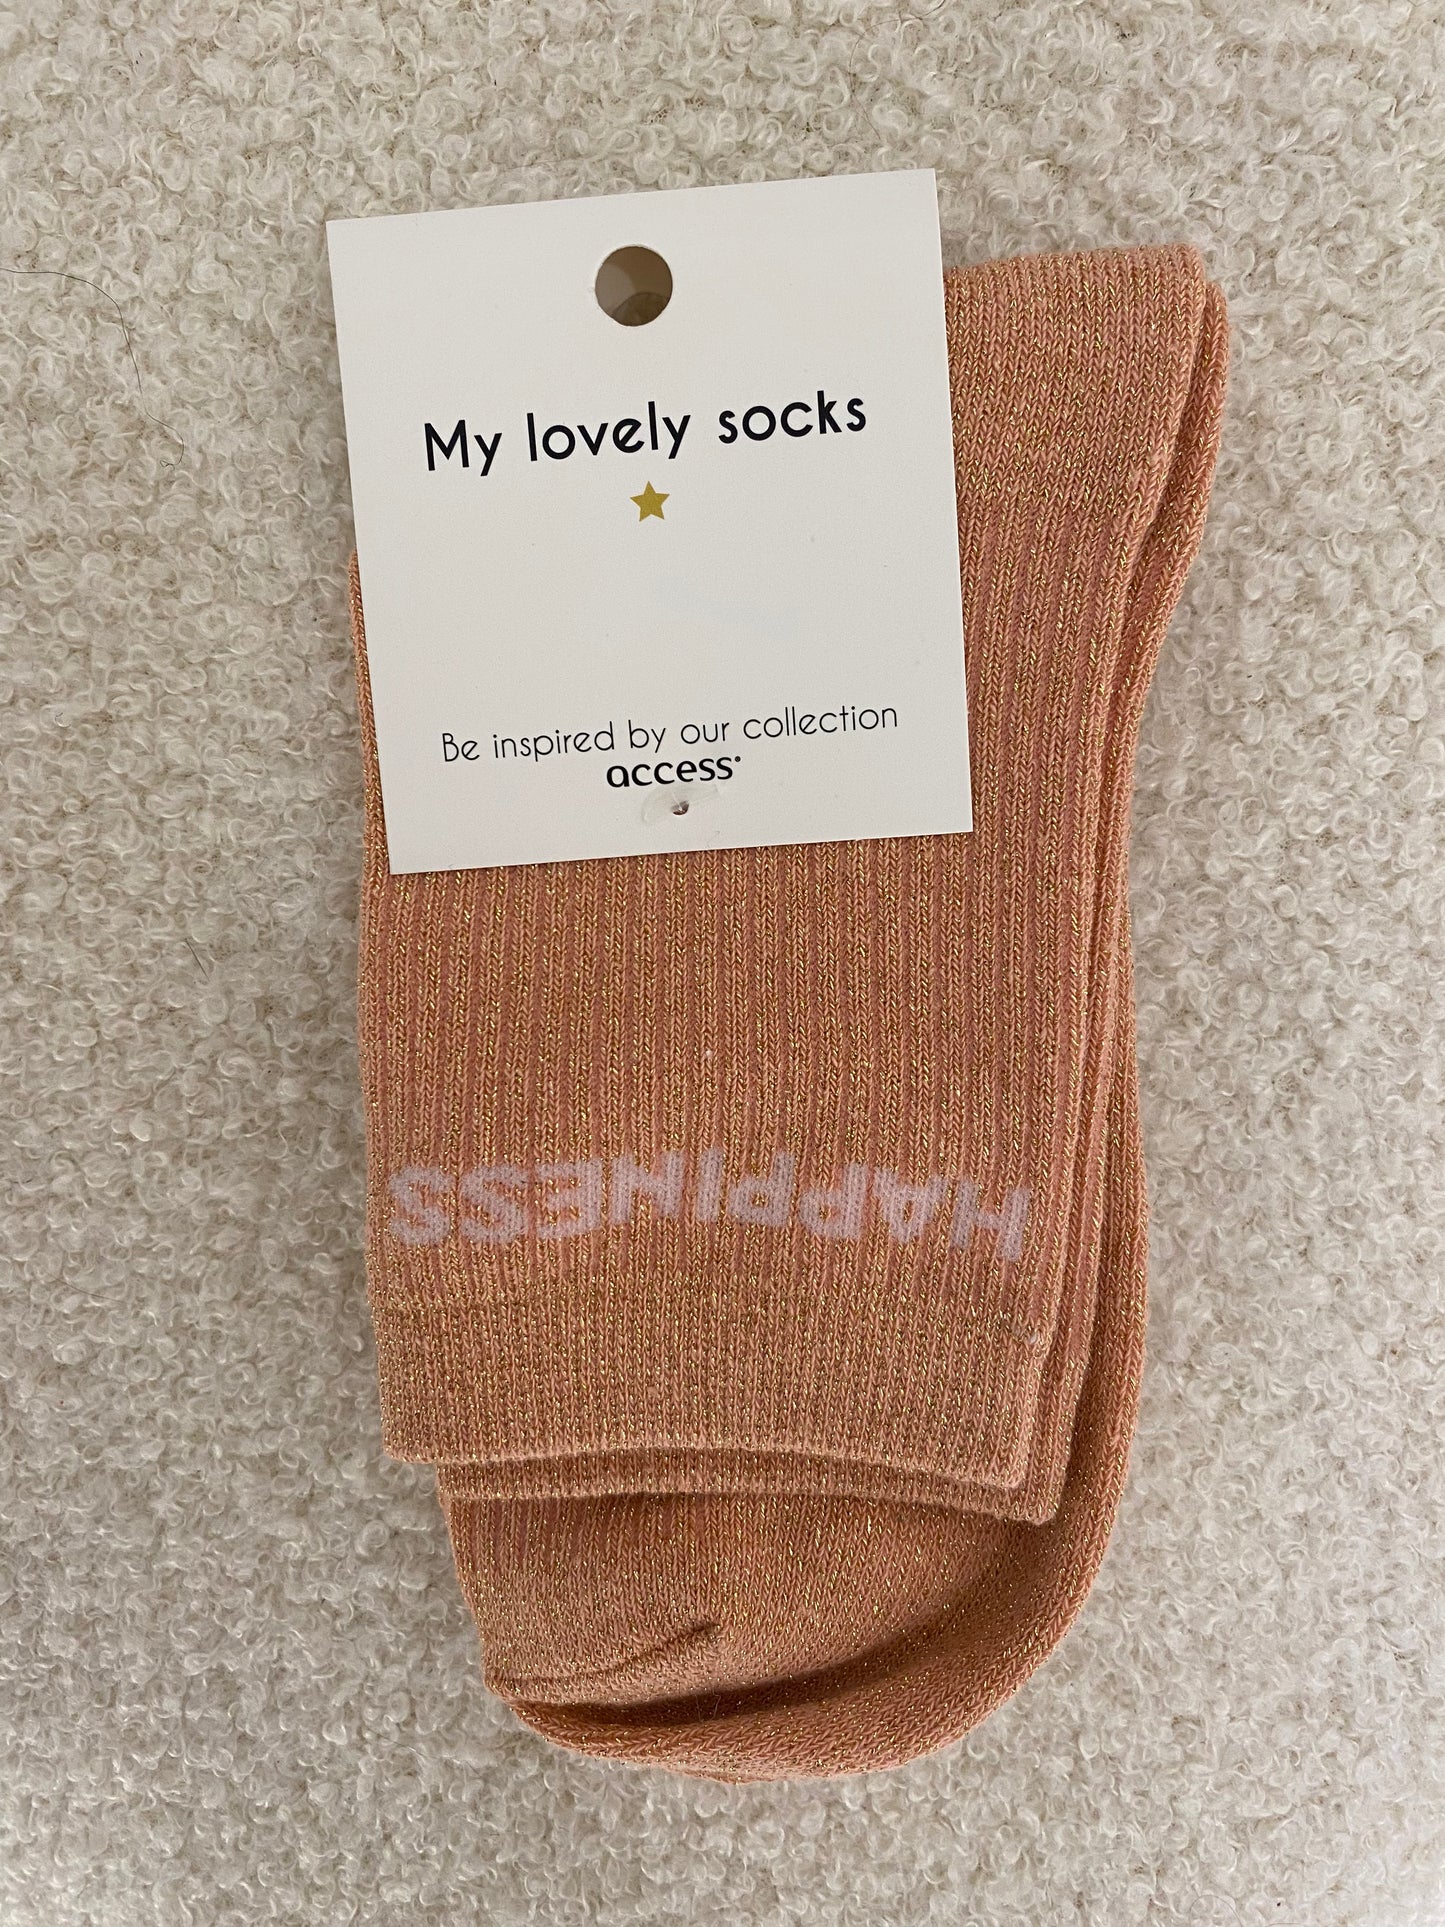 My lovely socks
Be inspired by our collection
access
HAPPINESS